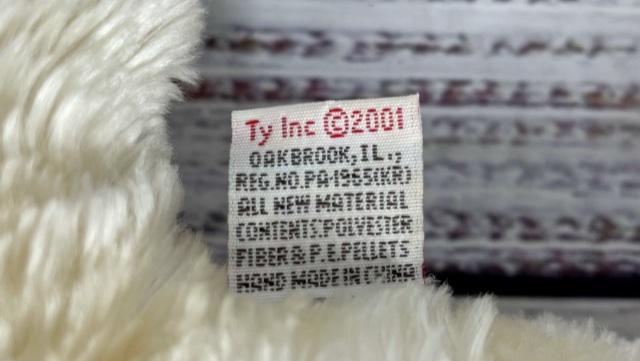 Ty Inc ©2001
OAKBROOK, IL.,
REG.NO.PA-1965(KR)
ALL NEW MATERIAL
CONTENTS:POLYESTER
FIBER & P.E.PELLETS
HAND MADE IN CHINA